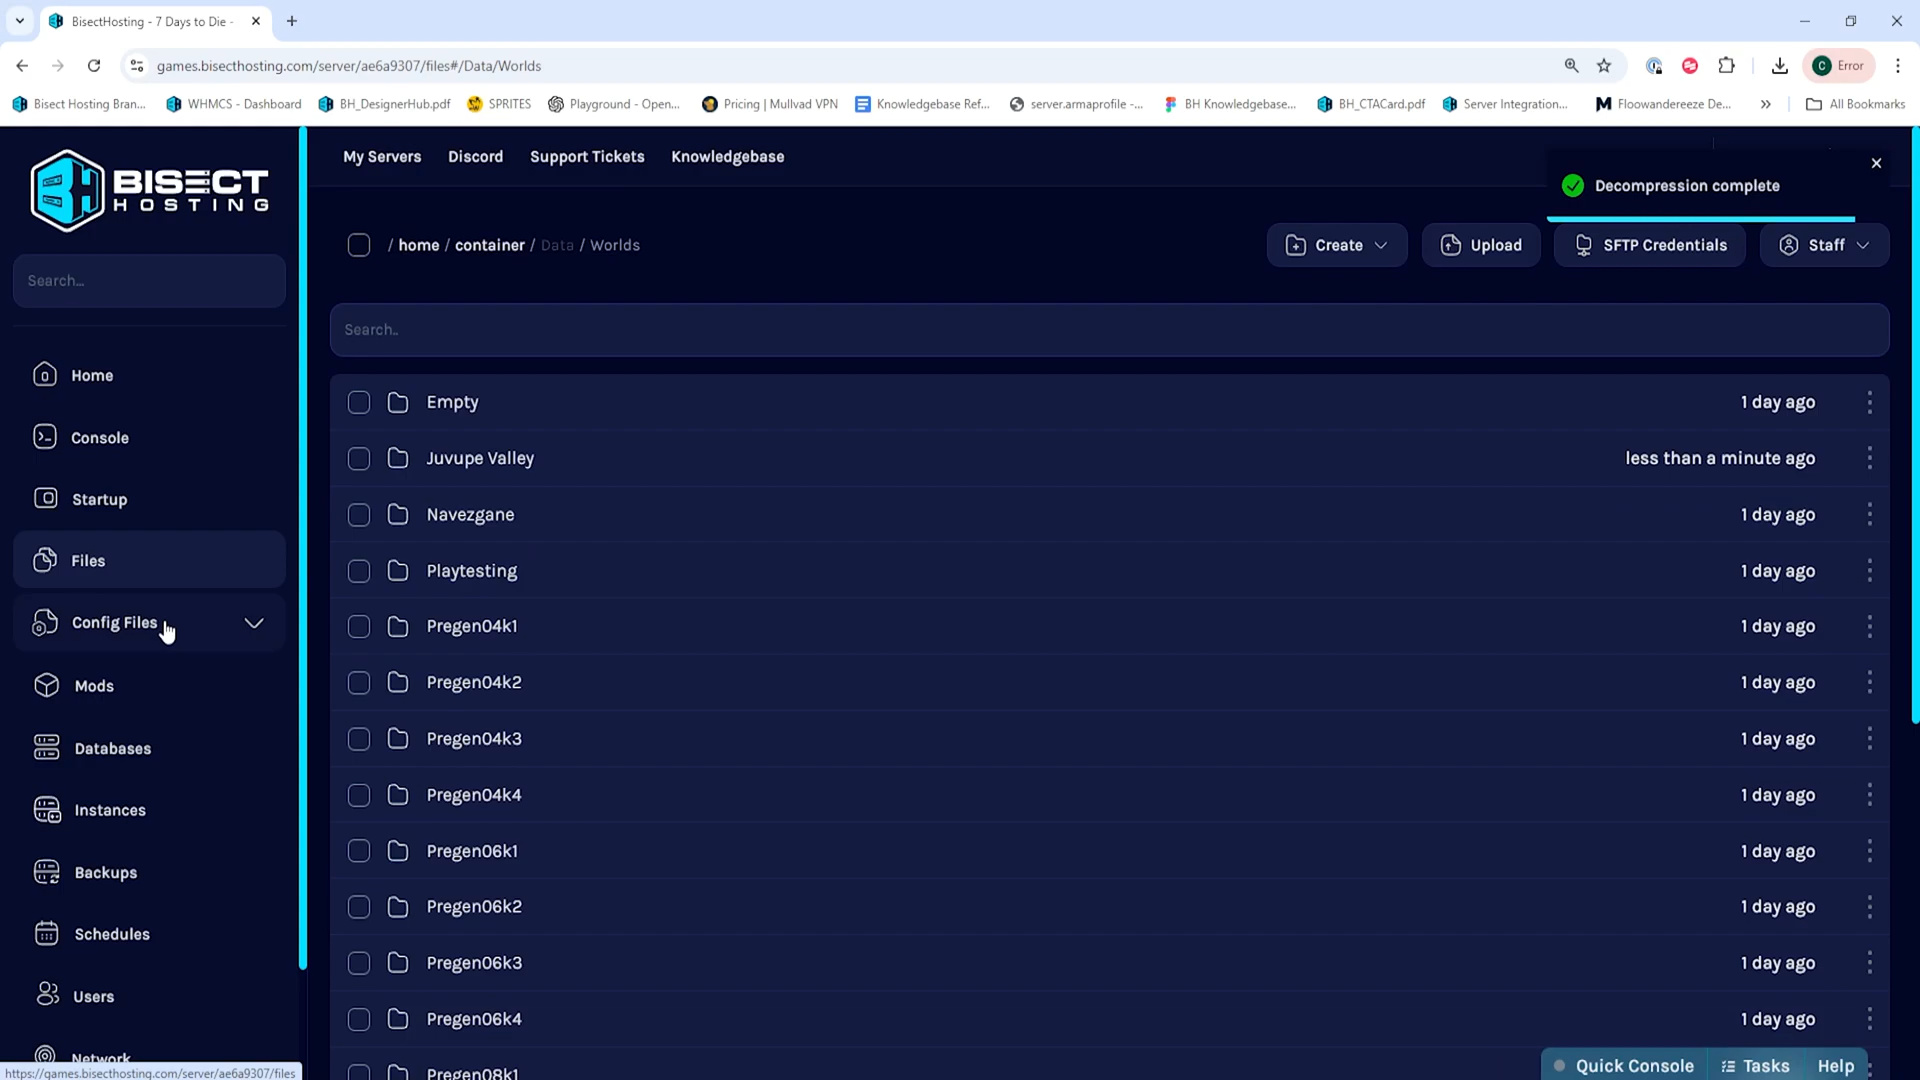 BisectHosting - 7 Days to Die -
games.bisecthosting.com/server/ae6a9307/files#/Data/Worlds
C Error
Bisect Hosting Bran...
WHMCS - Dashboard
BH_DesignerHub.pdf
SPRITES
Playground - Open...
Pricing | Mullvad VPN
Knowledgebase Ref...
server.armaprofile -...
BH Knowledgebase...
BH_CTACard.pdf
Server Integration...
Floowandereeze De...
All Bookmarks
BISECT
HOSTING
My Servers
Discord
Support Tickets
Knowledgebase
Decompression complete
/ home / container / Data / Worlds
Create
Upload
SFTP Credentials
Staff
Search...
Search..
Home
Console
Startup
Files
Config Files
Mods
Databases
Instances
Backups
Schedules
Users
Network
Empty 1 day ago
Juvupe Valley less than a minute ago
Navezgane 1 day ago
Playtesting 1 day ago
Pregen04k1 1 day ago
Pregen04k2 1 day ago
Pregen04k3 1 day ago
Pregen04k4 1 day ago
Pregen06k1 1 day ago
Pregen06k2 1 day ago
Pregen06k3 1 day ago
Pregen06k4 1 day ago
Pregen08k1
Quick Console
Tasks
Help
https://games.bisecthosting.com/server/ae6a9307/files